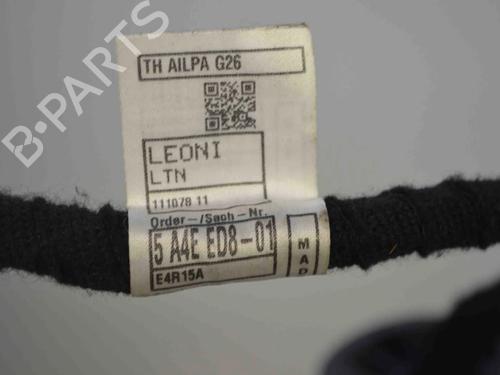 B-PARTS
TH AILPA G26
LEONI
LTN
111078 11
Order-/Sach-Nr.
5 A4E ED8-01
MAD
E4R15A